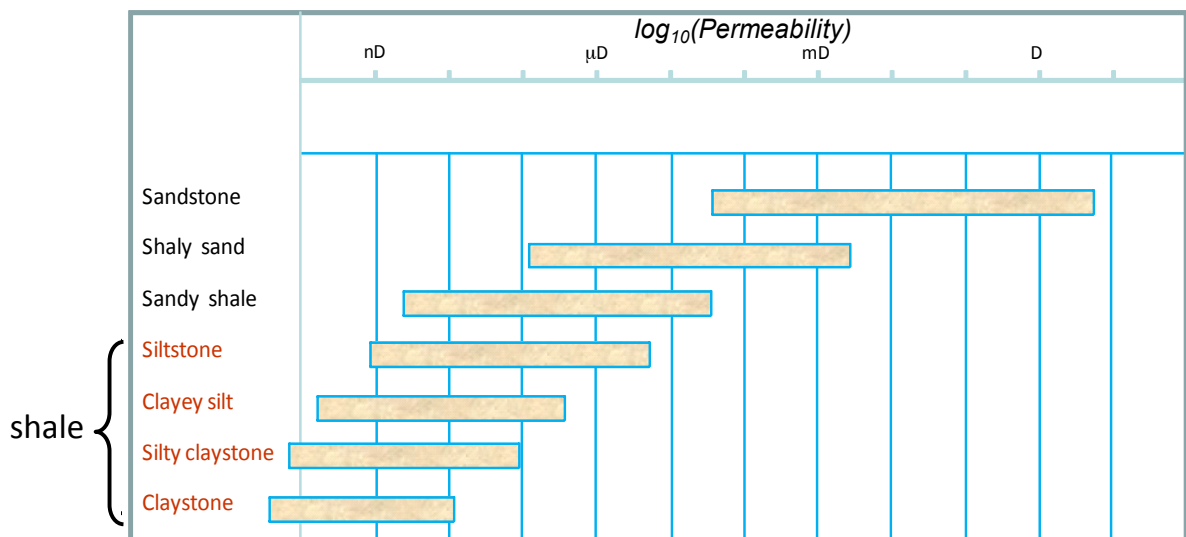 log₁₀(Permeability)
nD μD mD D
Sandstone
Shaly sand
Sandy shale
Siltstone
Clayey silt
shale
Silty claystone
Claystone